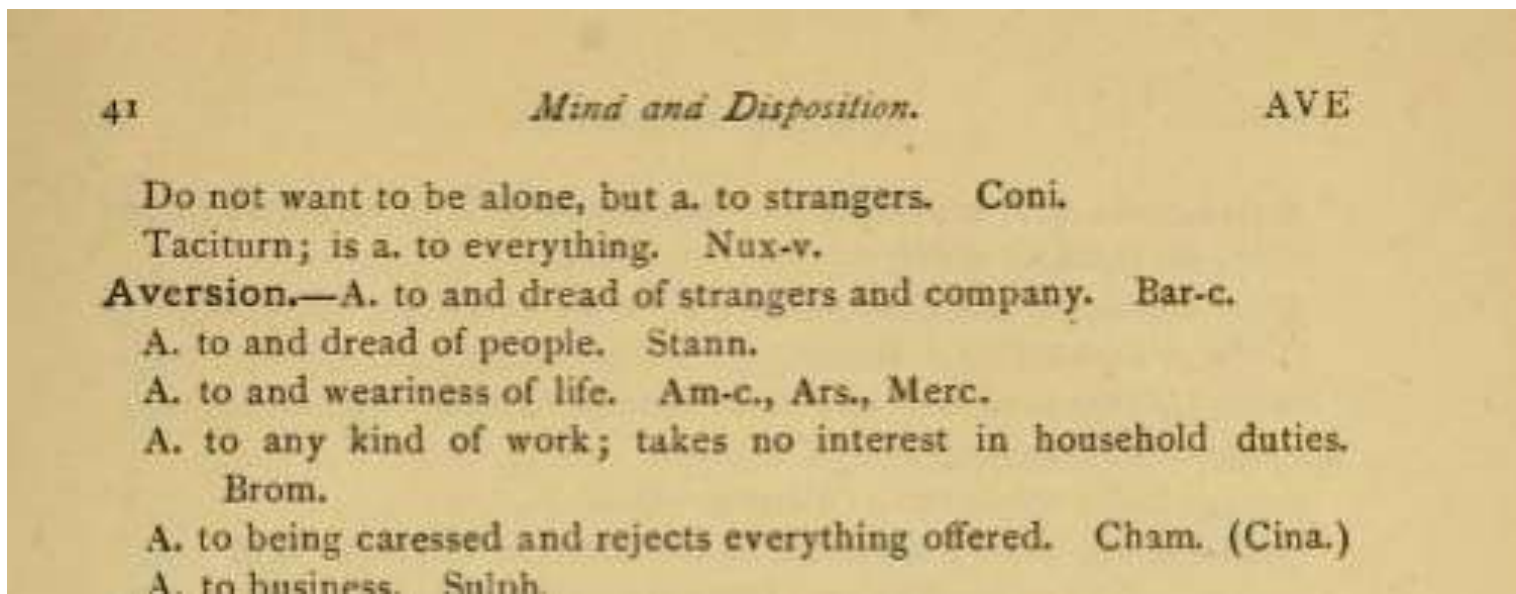 41 Mind and Disposition. AVE
Do not want to be alone, but a. to strangers. Coni.
Taciturn; is a. to everything. Nux-v.
Aversion.—A. to and dread of strangers and company. Bar-c.
A. to and dread of people. Stann.
A. to and weariness of life. Am-c., Ars., Merc.
A. to any kind of work; takes no interest in household duties.
Brom.
A. to being caressed and rejects everything offered. Cham. (Cina.)
A. to business. Sulph.